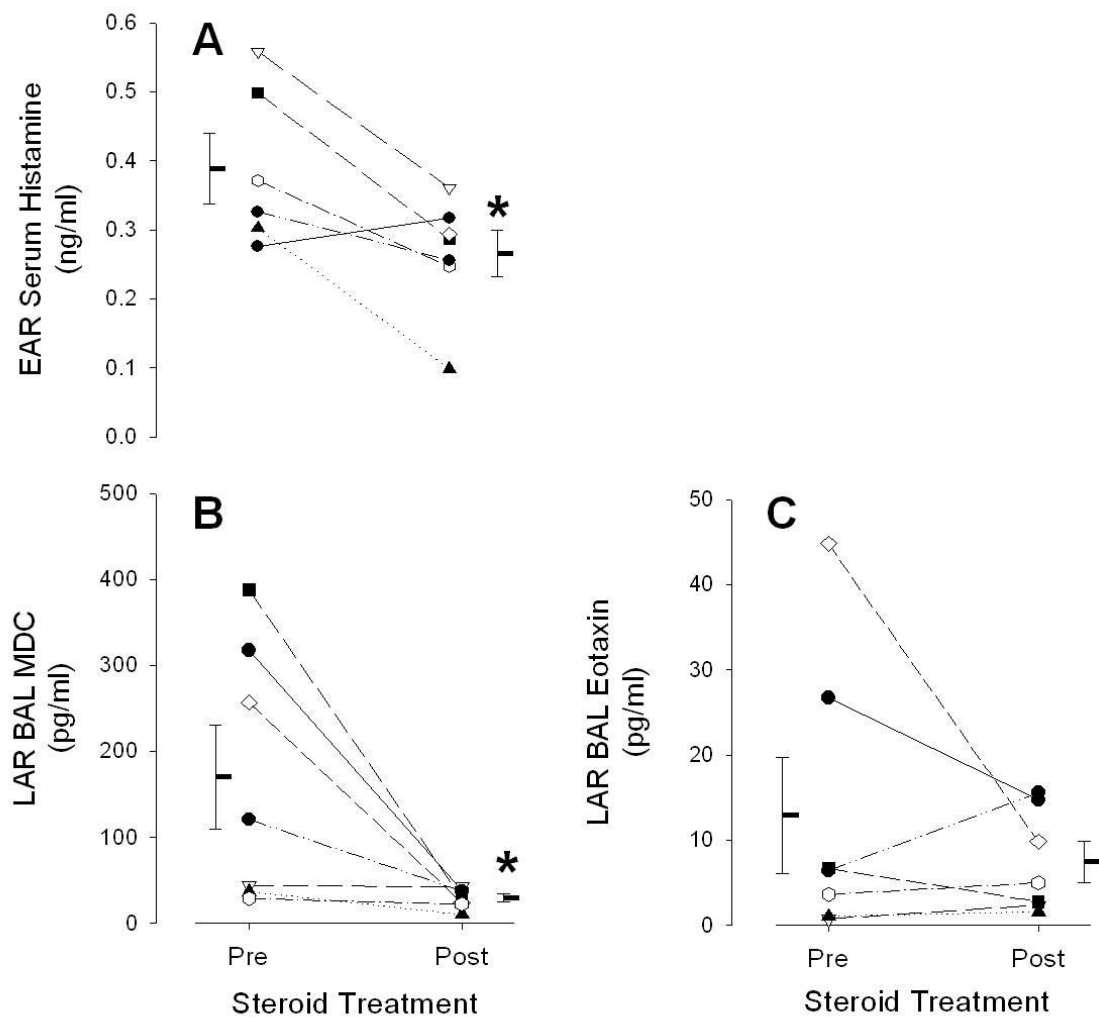 A
EAR Serum Histamine
(ng/ml)
0.6
0.5
0.4
0.3
0.2
0.1
0.0
*
B
LAR BAL MDC
(pg/ml)
500
400
300
200
100
0
*
Pre
Post
Steroid Treatment
C
LAR BAL Eotaxin
(pg/ml)
50
40
30
20
10
0
Pre
Post
Steroid Treatment